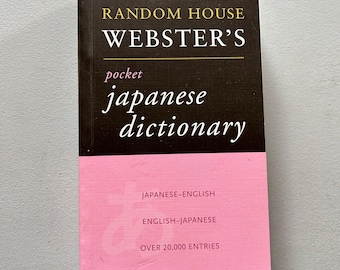 RANDOM HOUSE
WEBSTER'S
pocket
japanese
dictionary
あ
JAPANESE–ENGLISH
ENGLISH–JAPANESE
OVER 20,000 ENTRIES